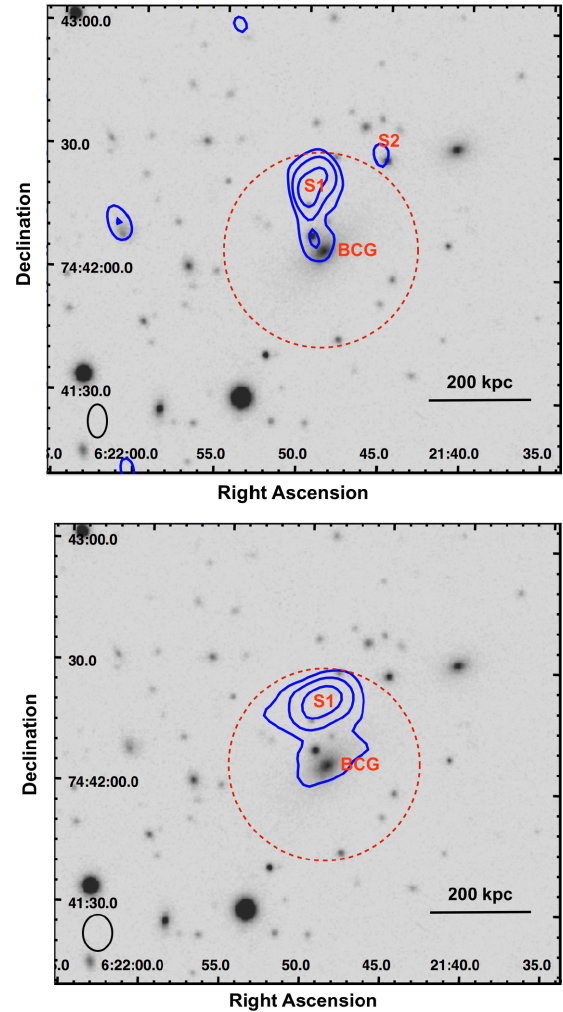 43:00.0
30.0
S2
S1
BCG
74:42:00.0
Declination
41:30.0
200 kpc
5.0 6:22:00.0 55.0 50.0 45.0 21:40.0 35.0
Right Ascension
43:00.0
30.0
S1
BCG
74:42:00.0
Declination
41:30.0
200 kpc
6:22:00.0 55.0 50.0 45.0 21:40.0 35.0
Right Ascension